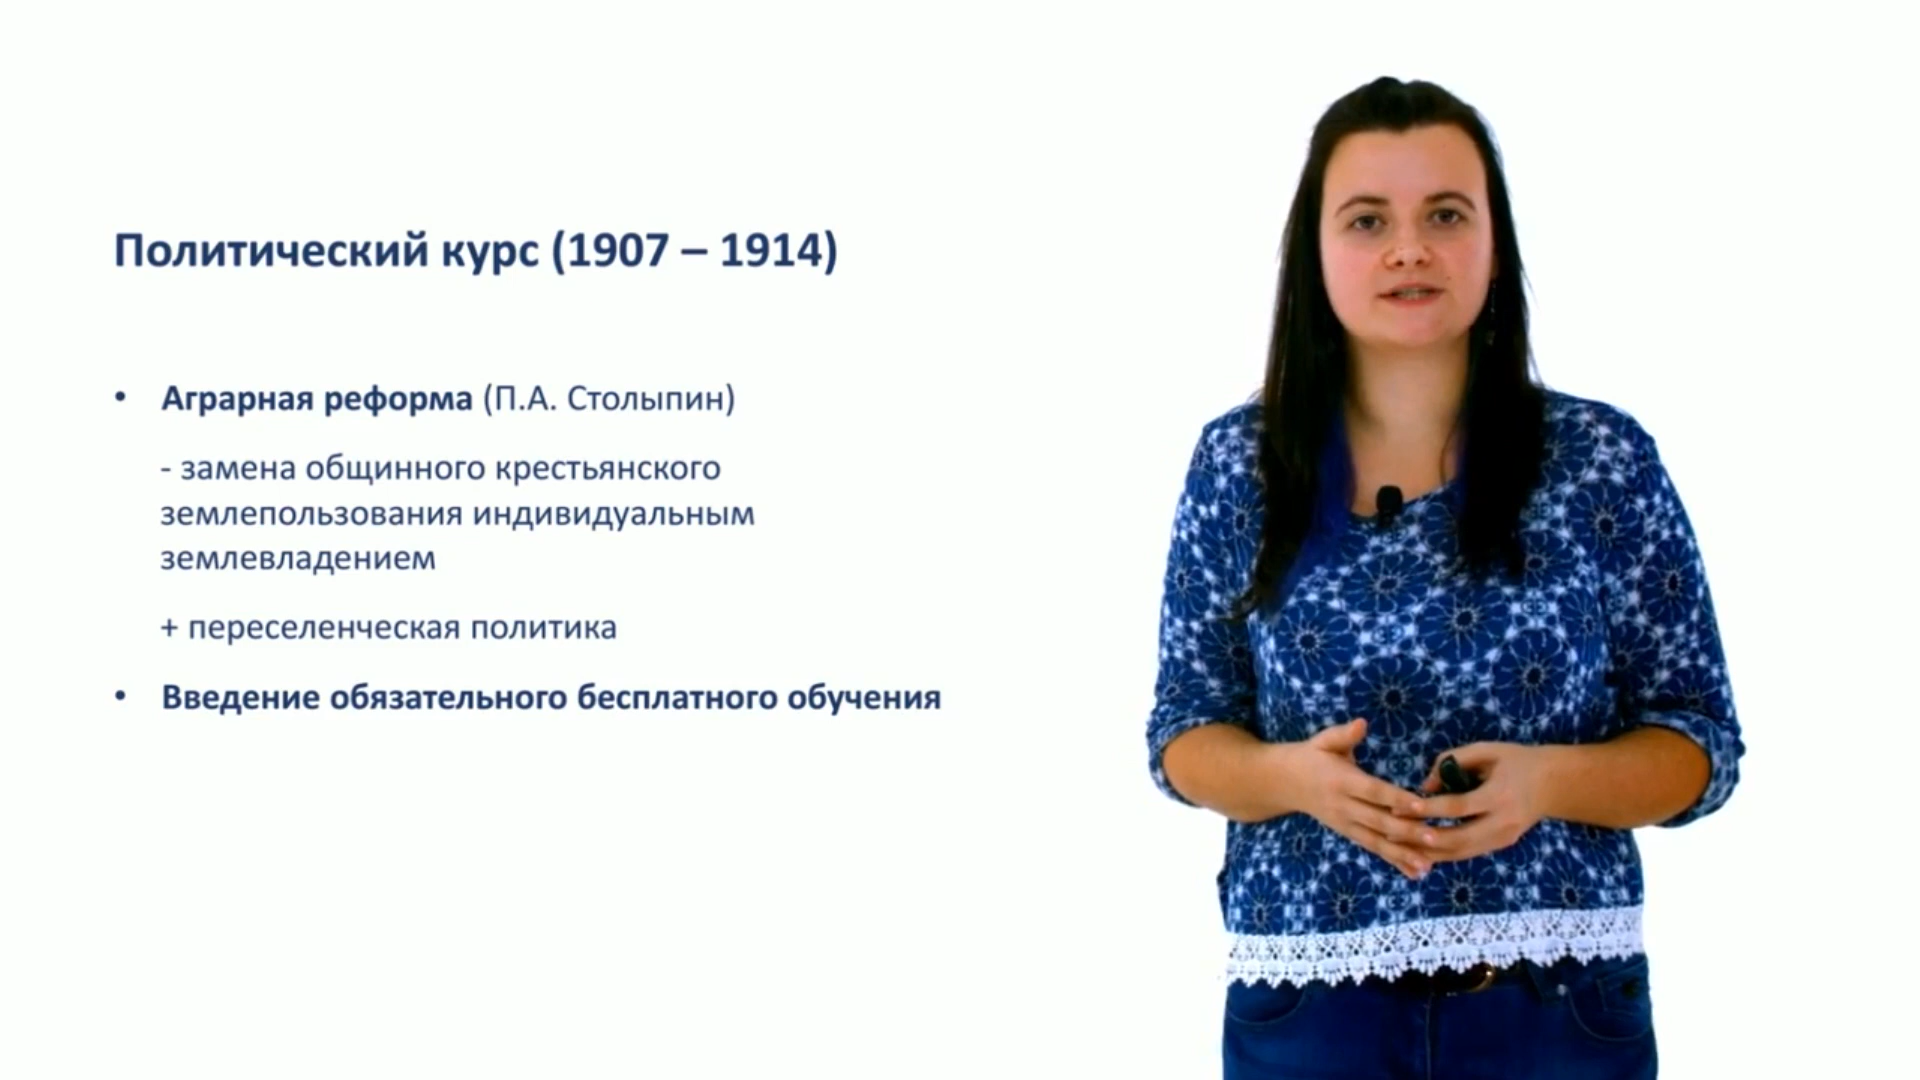 Политический курс (1907 – 1914)
• Аграрная реформа (П.А. Столыпин)
- замена общинного крестьянского
землепользования индивидуальным
землевладением
+ переселенческая политика
• Введение обязательного бесплатного обучения